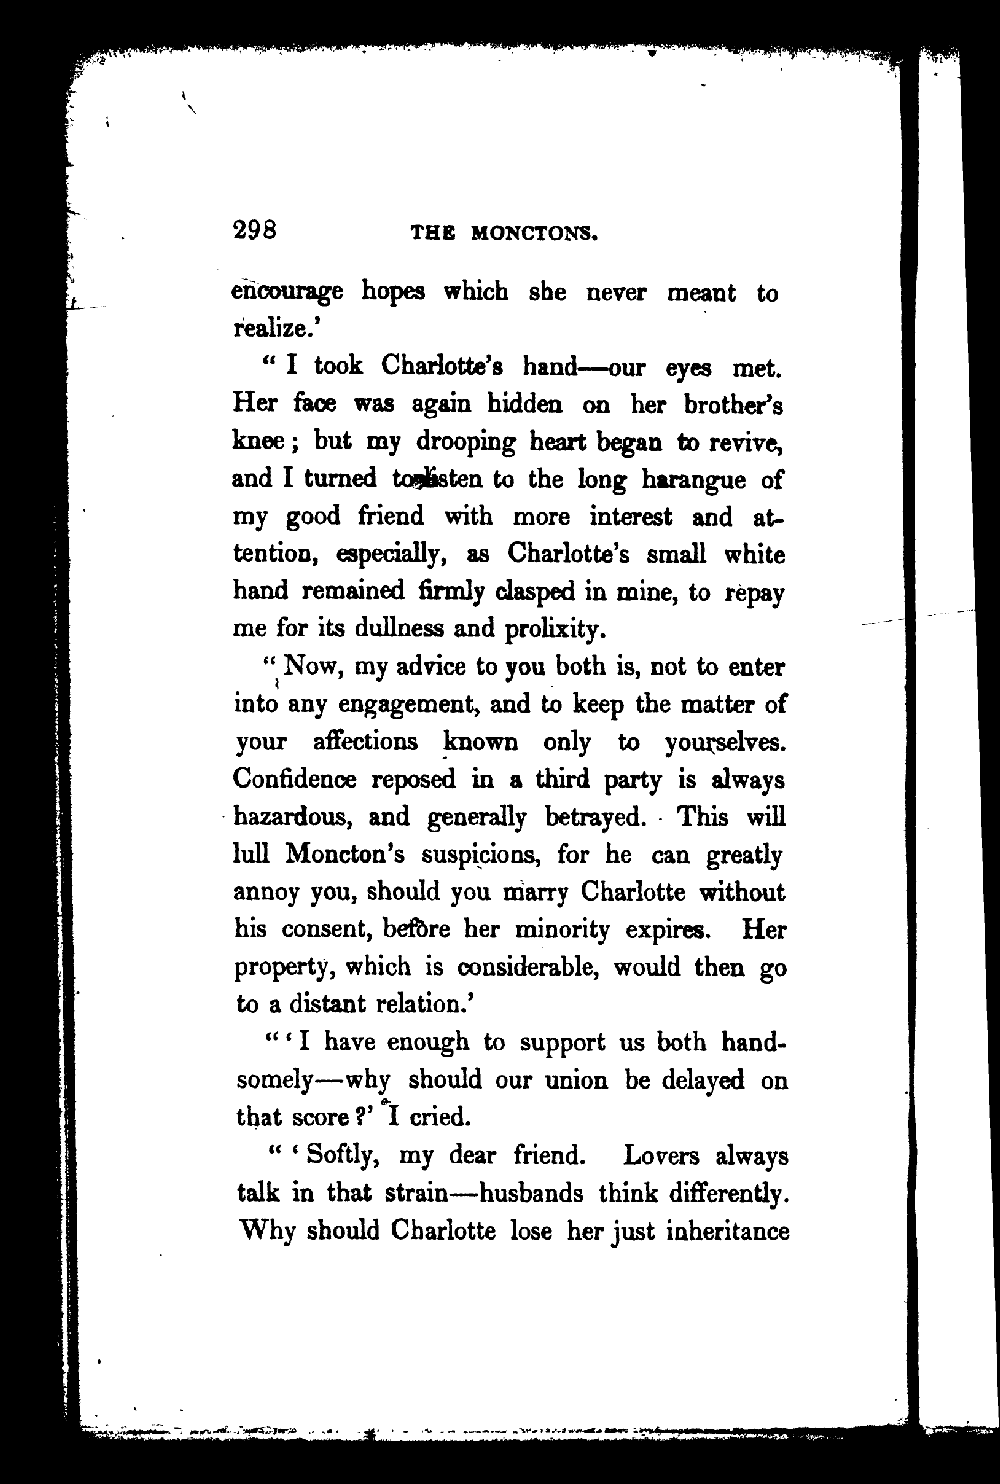 298 THE MONCTONS.
encourage hopes which she never meant to
realize.’
“ I took Charlotte’s hand—our eyes met.
Her face was again hidden on her brother’s
knee ; but my drooping heart began to revive,
and I turned to listen to the long harangue of
my good friend with more interest and at-
tention, especially, as Charlotte’s small white
hand remained firmly clasped in mine, to repay
me for its dullness and prolixity.
“ Now, my advice to you both is, not to enter
into any engagement, and to keep the matter of
your affections known only to yourselves.
Confidence reposed in a third party is always
hazardous, and generally betrayed. This will
lull Moncton’s suspicions, for he can greatly
annoy you, should you marry Charlotte without
his consent, before her minority expires. Her
property, which is considerable, would then go
to a distant relation.’
“ ‘ I have enough to support us both hand-
somely—why should our union be delayed on
that score ?’ I cried.
“ ‘ Softly, my dear friend. Lovers always
talk in that strain—husbands think differently.
Why should Charlotte lose her just inheritance